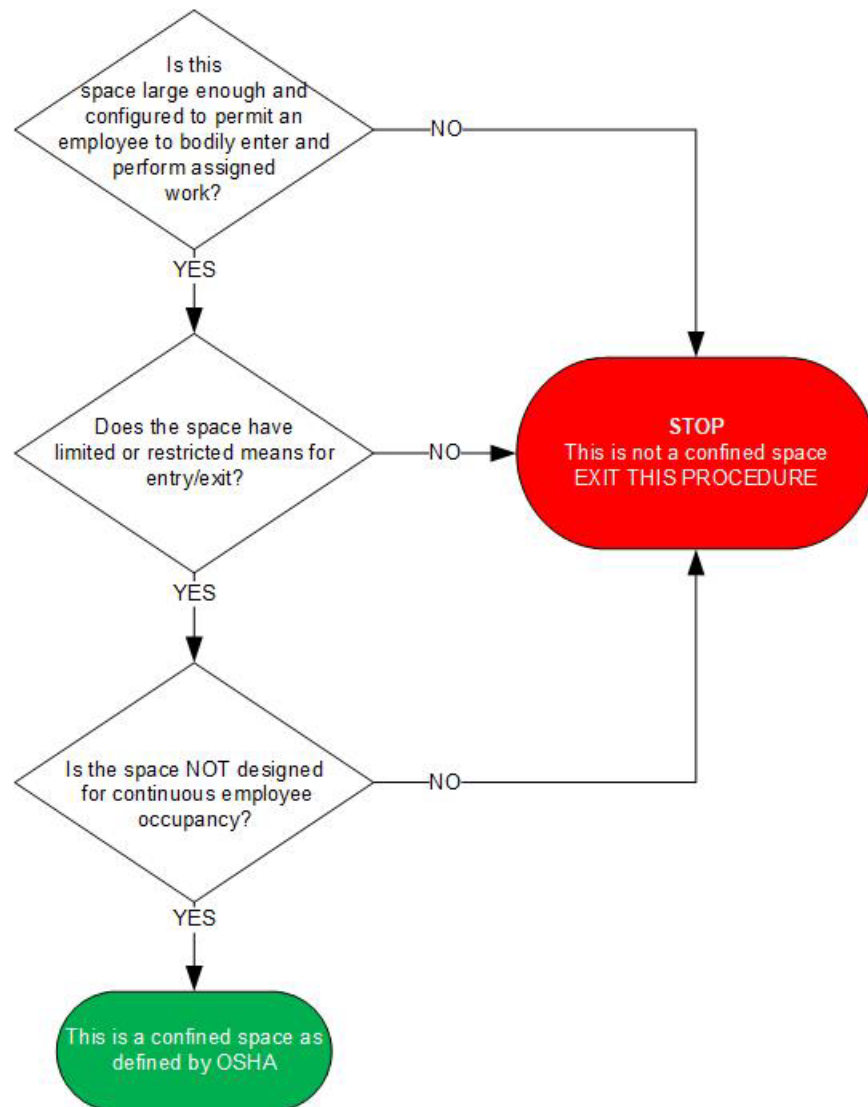 Is this
space large enough and
configured to permit an
employee to bodily enter and
perform assigned
work?
NO
YES
Does the space have
limited or restricted means for
entry/exit?
NO
STOP
This is not a confined space
EXIT THIS PROCEDURE
YES
Is the space NOT designed
for continuous employee
occupancy?
NO
YES
This is a confined space as
defined by OSHA